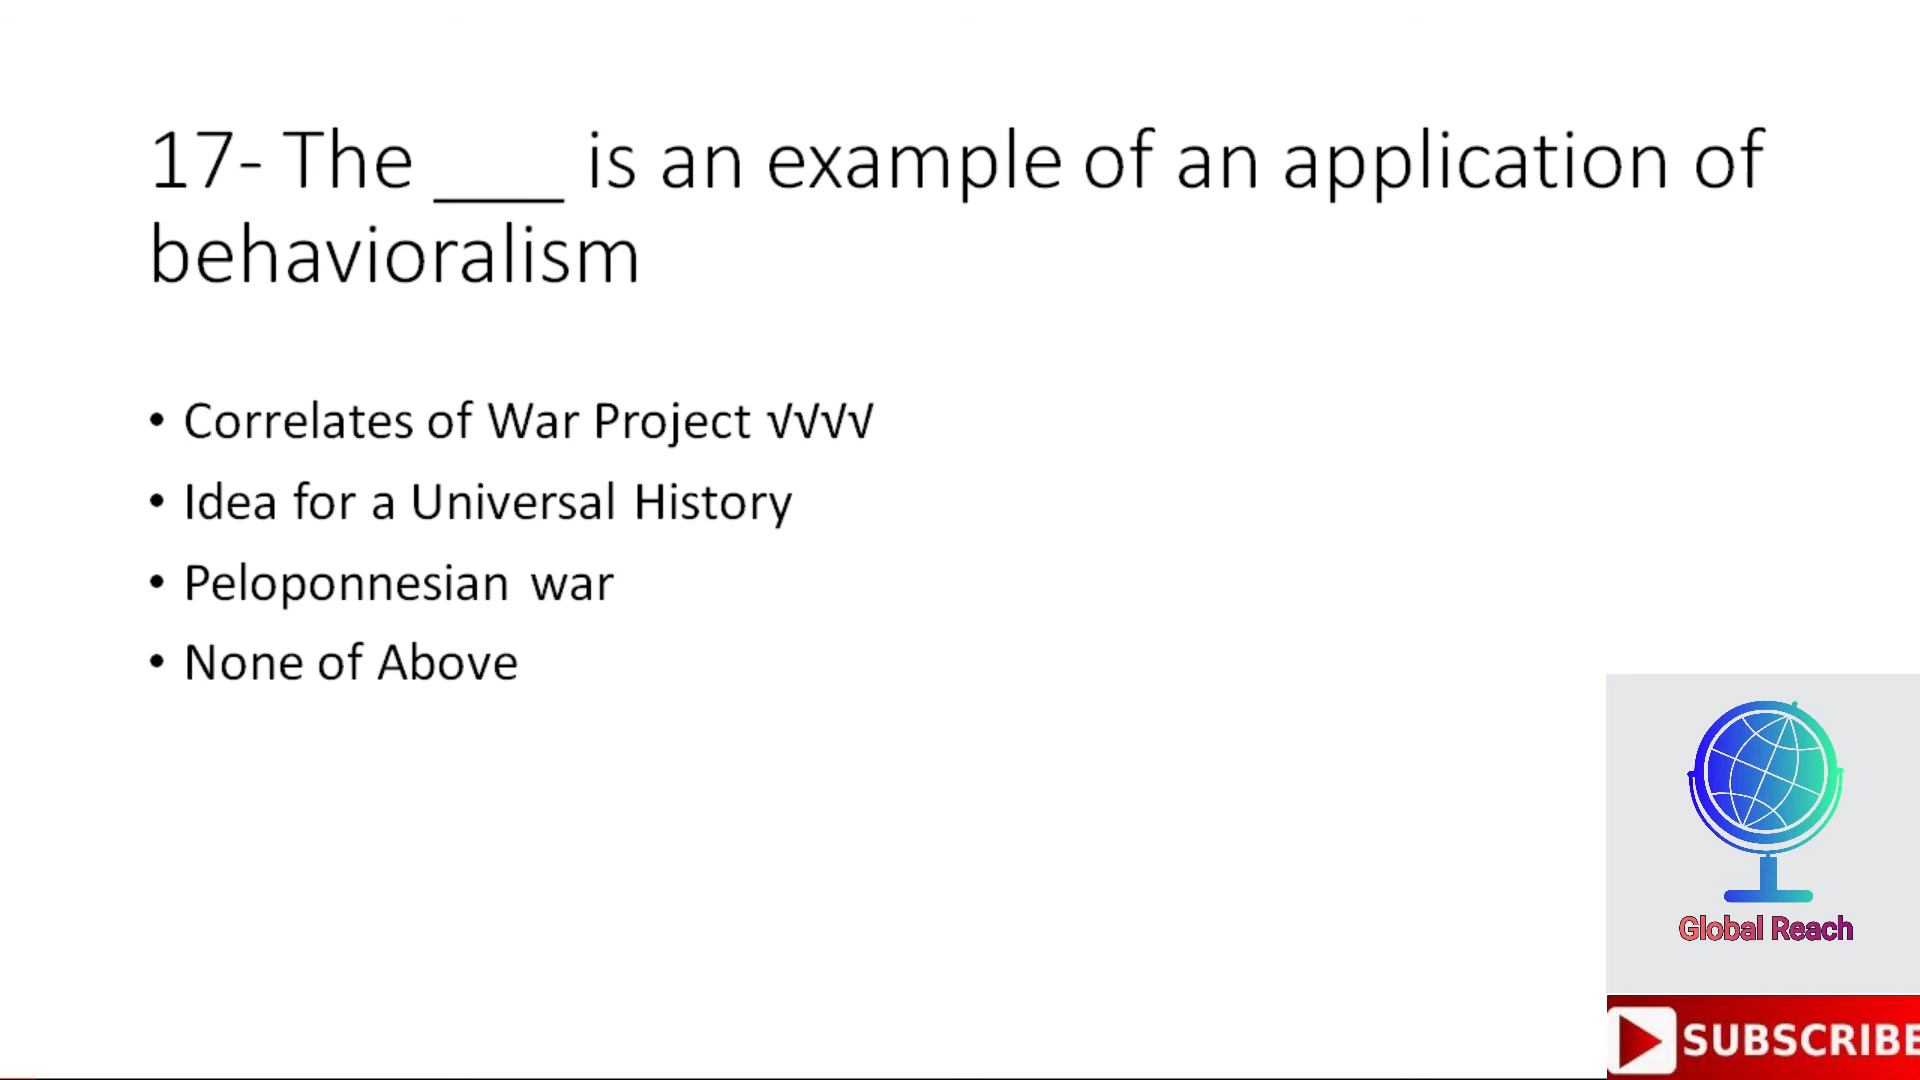 17- The ____ is an example of an application of
behavioralism
• Correlates of War Project √√√√
• Idea for a Universal History
• Peloponnesian war
• None of Above
Global Reach
SUBSCRIBE